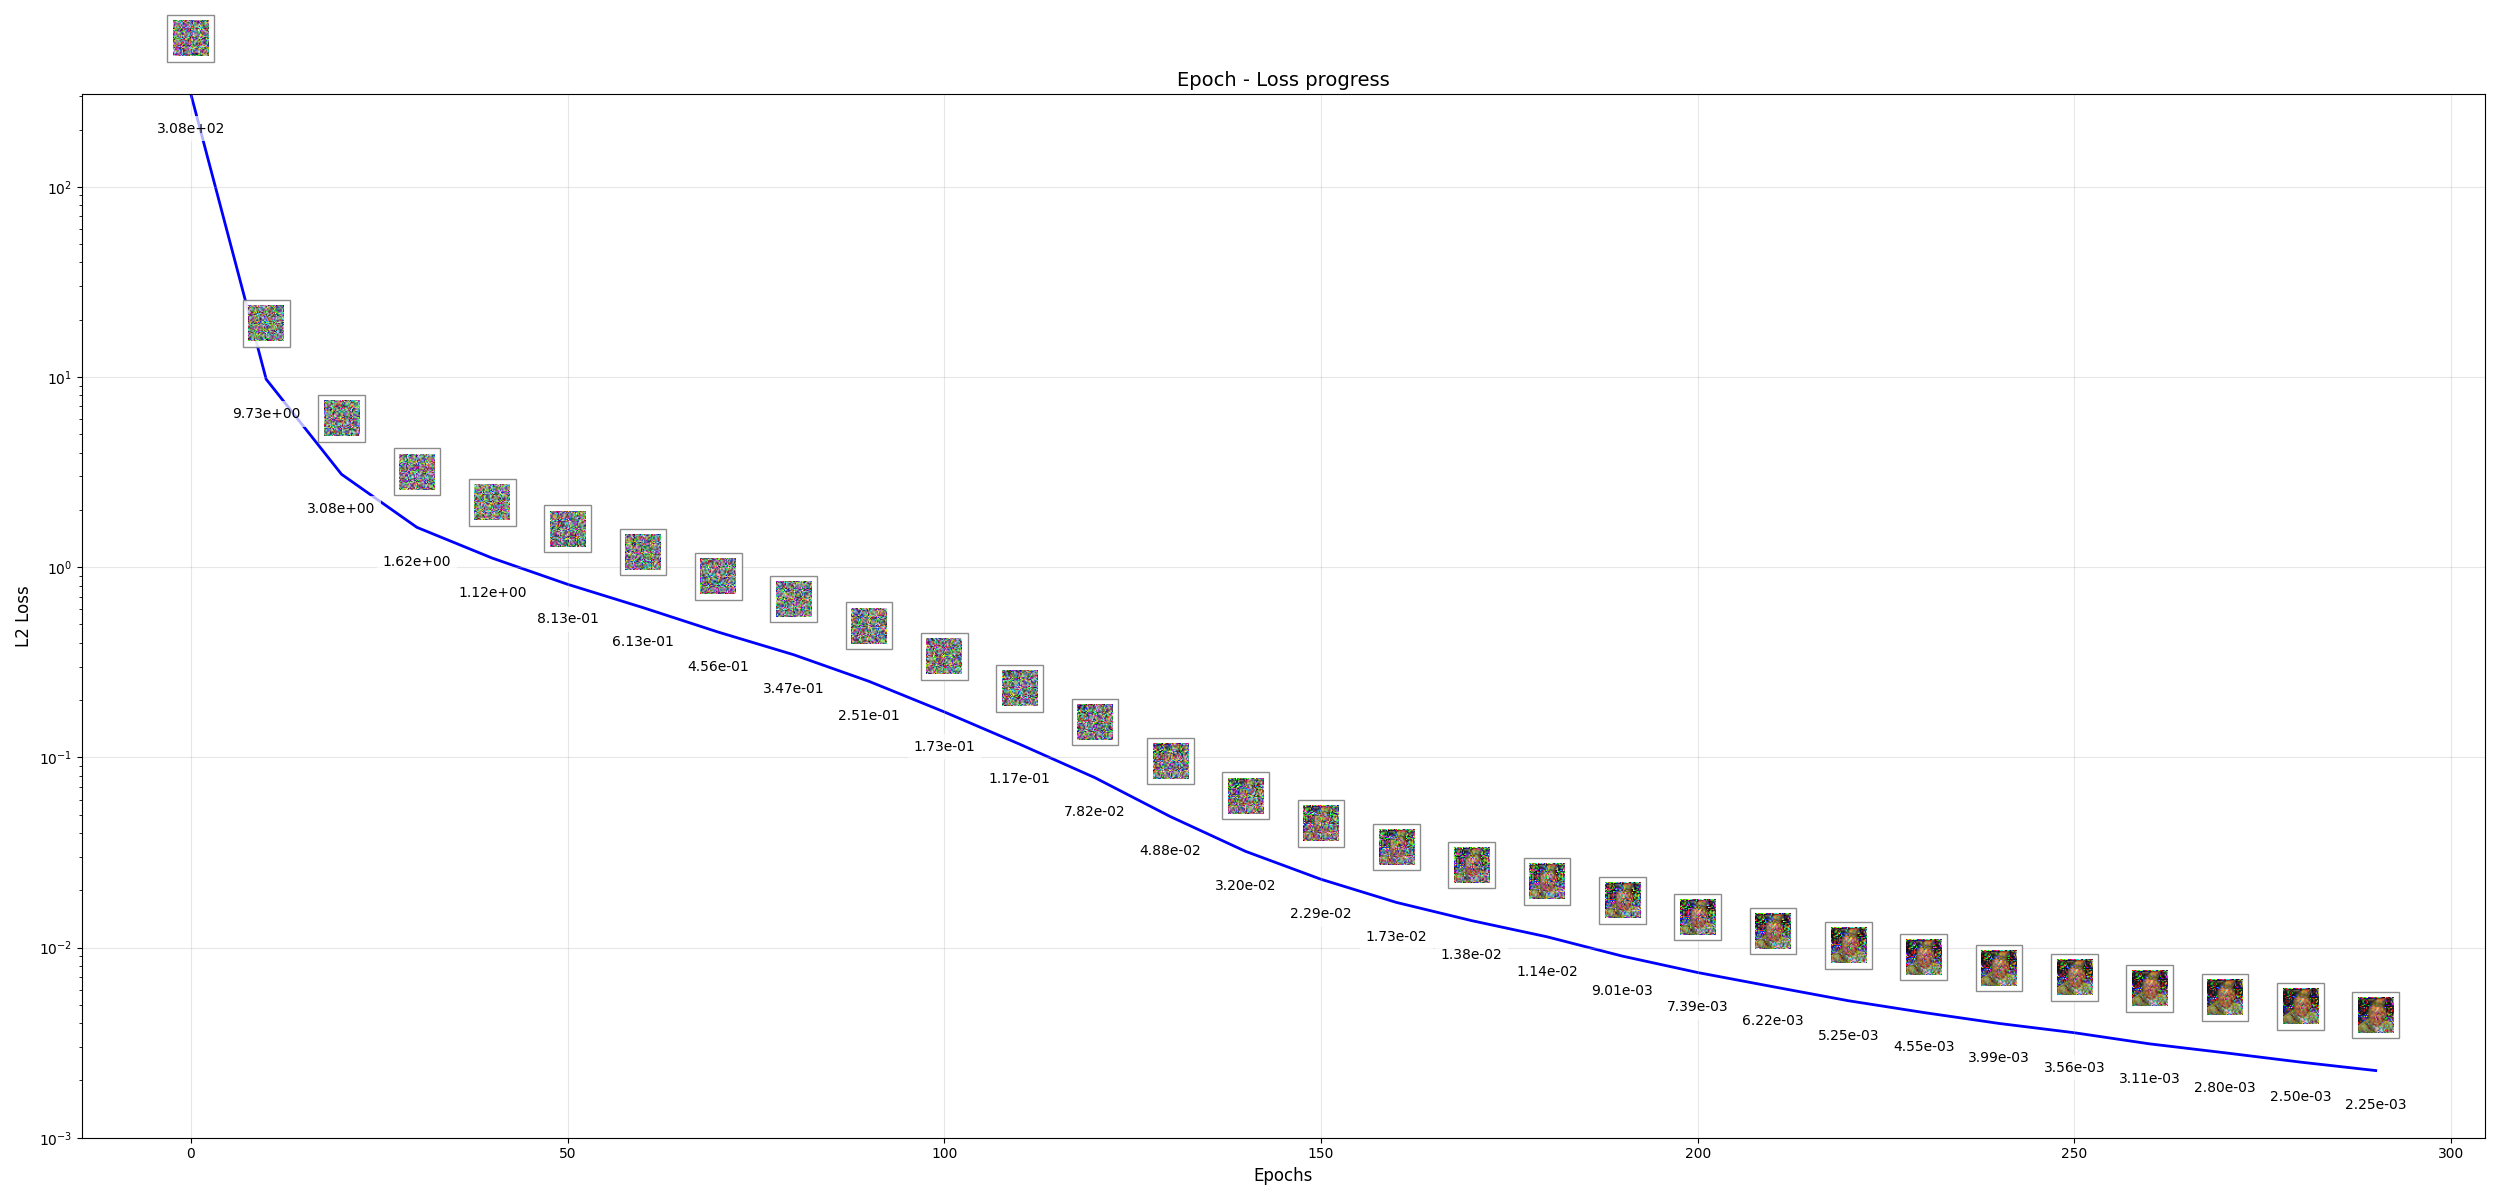 Epoch - Loss progress
3.08e+02
10²
10¹
9.73e+00
3.08e+00
1.62e+00
10⁰
1.12e+00
8.13e-01
6.13e-01
4.56e-01
3.47e-01
2.51e-01
1.73e-01
10⁻¹
1.17e-01
7.82e-02
4.88e-02
3.20e-02
2.29e-02
1.73e-02
10⁻²
1.38e-02
1.14e-02
9.01e-03
7.39e-03
6.22e-03
5.25e-03
4.55e-03
3.99e-03
3.56e-03
3.11e-03
2.80e-03
2.50e-03
2.25e-03
10⁻³
L2 Loss
0 50 100 150 200 250 300
Epochs